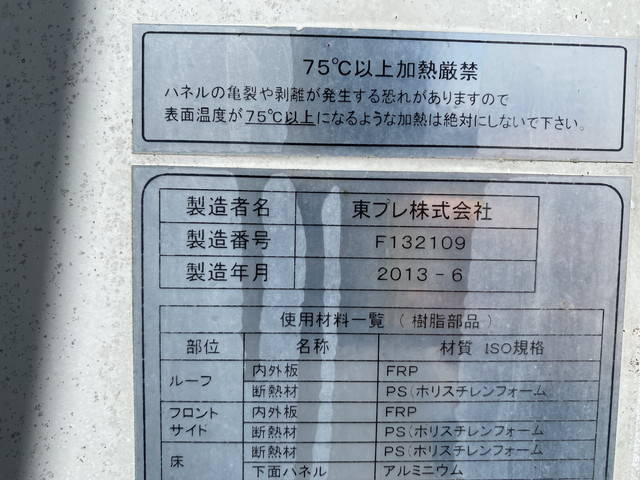 75℃以上加熱厳禁
ハネルの亀裂や剥離が発生する恐れがありますので
表面温度が75℃以上になるような加熱は絶対にしないで下さい。
製造者名 東プレ株式会社
製造番号 F132109
製造年月 2013-6
使用材料一覧 (樹脂部品)
部位 名称 材質 ISO規格
ルーフ 内外板 FRP
断熱材 PS(ホリスチレンフォーム
フロント 内外板 FRP
サイド 断熱材 PS(ホリスチレンフォーム
床 断熱材 PS(ホリスチレンフォーム
下面ハネル アルミニウム